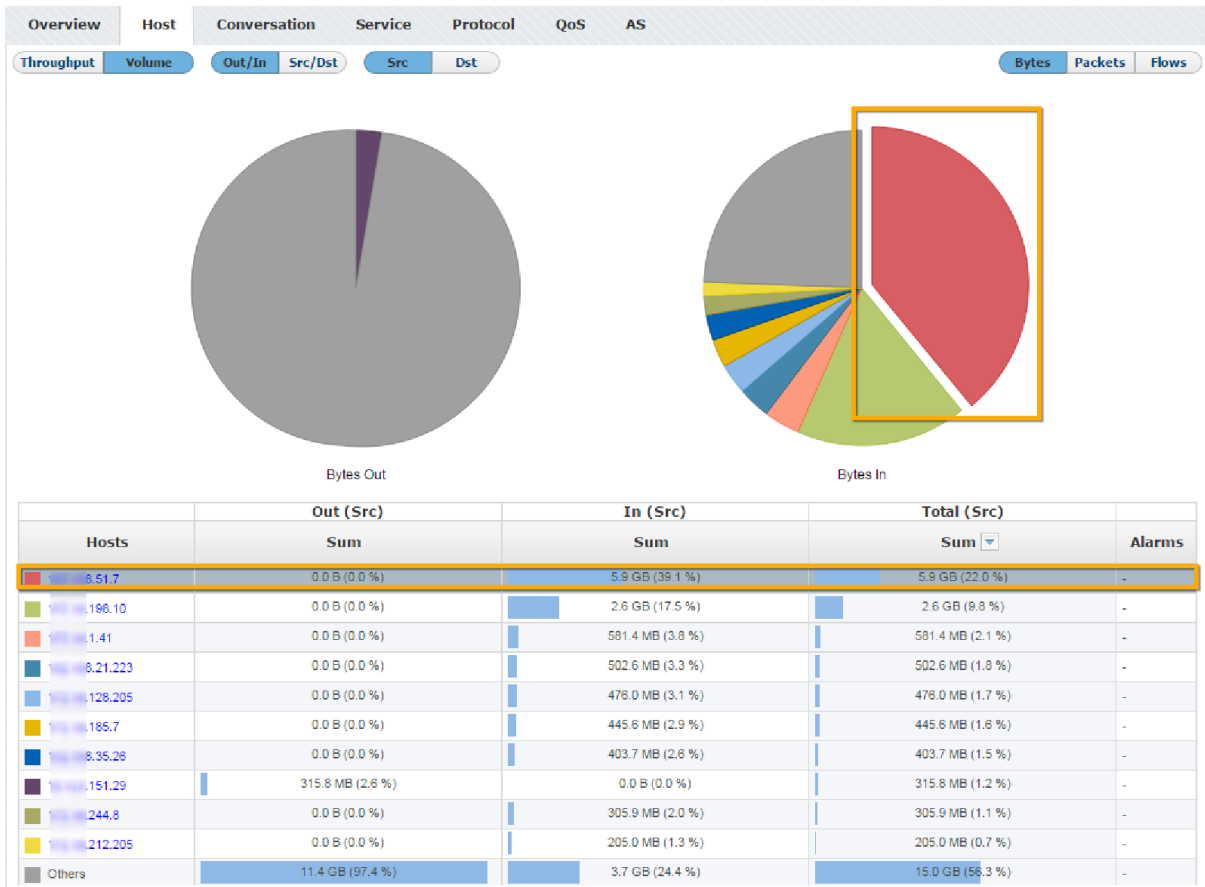 Overview Host Conversation Service Protocol QoS AS
Throughput Volume Out/In Src/Dst Src Dst Bytes Packets Flows
Bytes Out Bytes In
Out (Src) In (Src) Total (Src)
Hosts Sum Sum Sum Alarms
8.51.7 0.0 B (0.0 %) 5.9 GB (39.1 %) 5.9 GB (22.0 %) -
.196.10 0.0 B (0.0 %) 2.6 GB (17.5 %) 2.6 GB (9.8 %) -
.1.41 0.0 B (0.0 %) 581.4 MB (3.8 %) 581.4 MB (2.1 %) -
8.21.223 0.0 B (0.0 %) 502.6 MB (3.3 %) 502.6 MB (1.8 %) -
.128.205 0.0 B (0.0 %) 476.0 MB (3.1 %) 476.0 MB (1.7 %) -
.185.7 0.0 B (0.0 %) 445.6 MB (2.9 %) 445.6 MB (1.6 %) -
8.35.26 0.0 B (0.0 %) 403.7 MB (2.6 %) 403.7 MB (1.5 %) -
.151.29 315.8 MB (2.6 %) 0.0 B (0.0 %) 315.8 MB (1.2 %) -
.244.8 0.0 B (0.0 %) 305.9 MB (2.0 %) 305.9 MB (1.1 %) -
.212.205 0.0 B (0.0 %) 205.0 MB (1.3 %) 205.0 MB (0.7 %) -
Others 11.4 GB (97.4 %) 3.7 GB (24.4 %) 15.0 GB (56.3 %) -